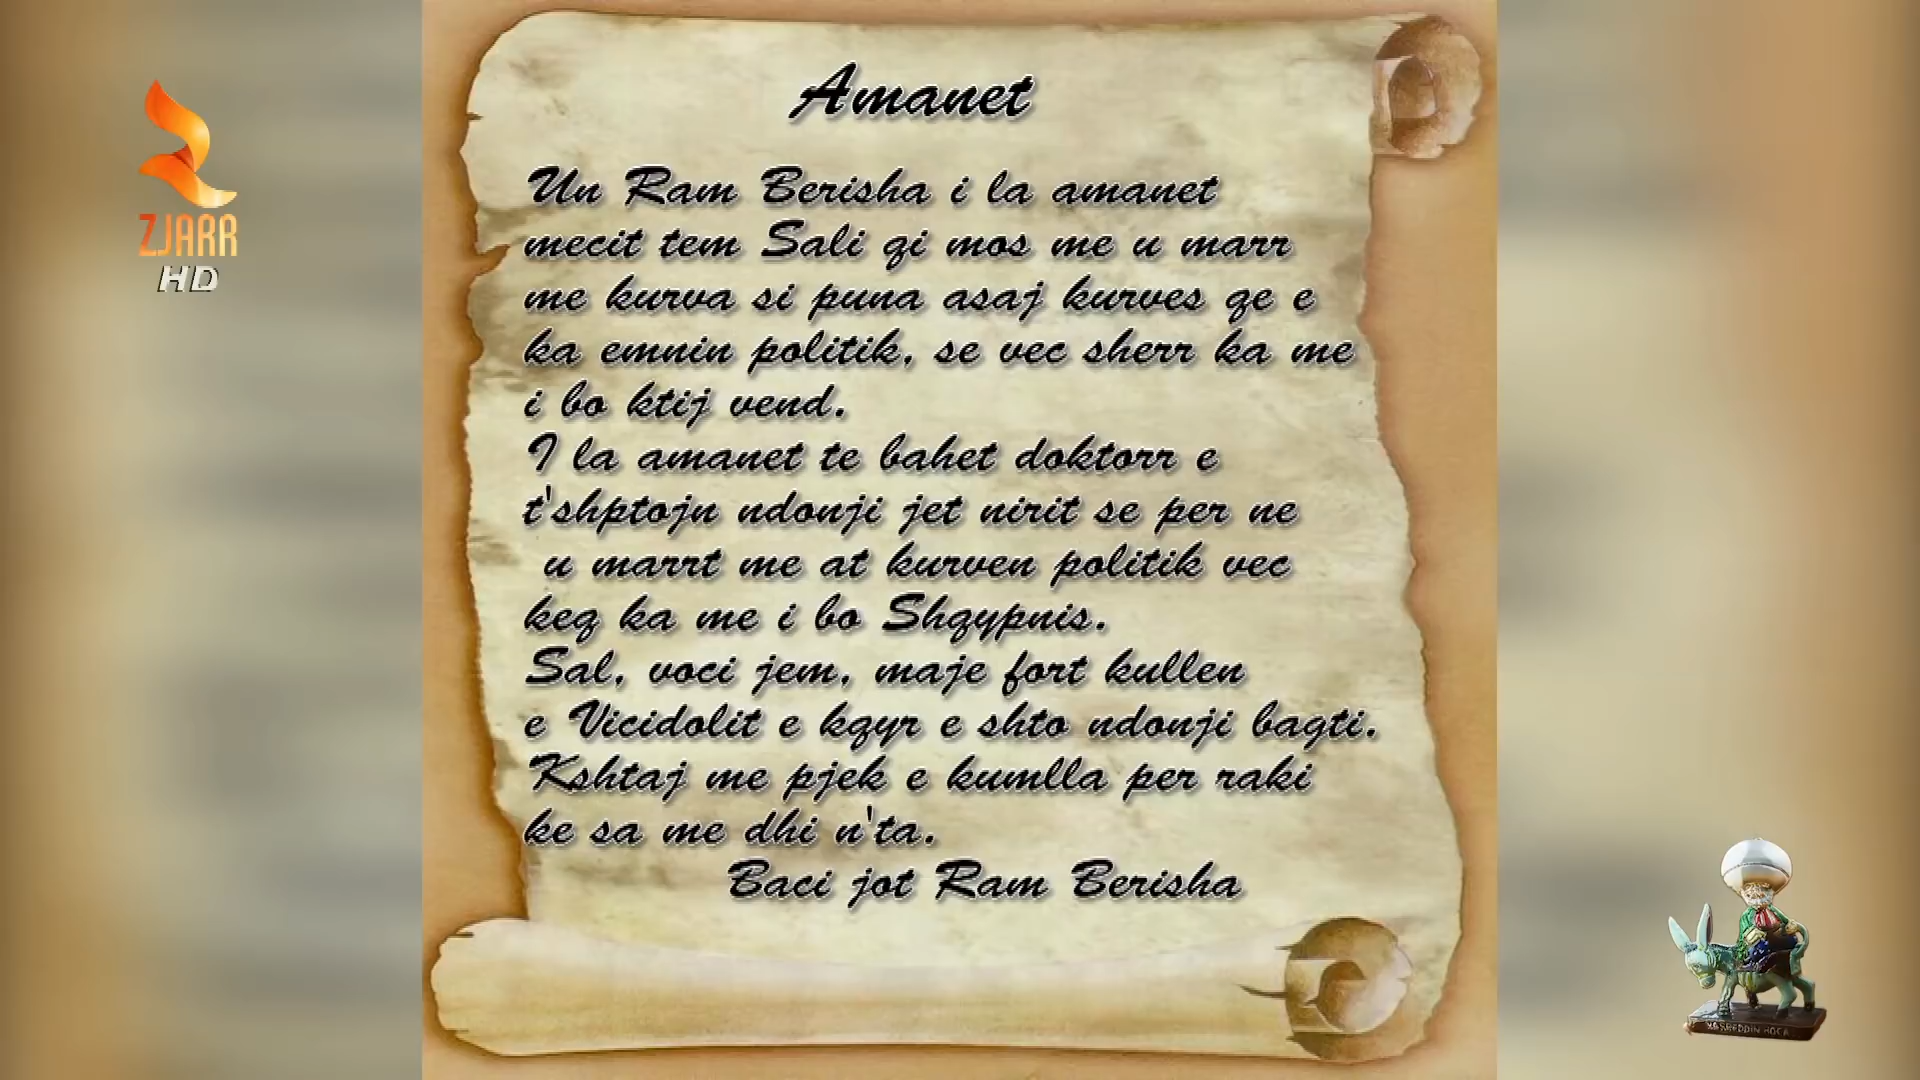 Amanet
Un Ram Berisha i la amanet
mecit tem Sali qi mos me u marr
me kurva si puna asaj kurves qe e
ka emnin politik, se vec sherr ka me
i bo ktij vend.
I la amanet te bahet doktorr e
t'shptojn ndonji jet nirit se per ne
u marrt me at kurven politik vec
keq ka me i bo Shqypnis.
Sal, voci jem, maje fort kullen
e Vicidolit e kqyr e shto ndonji bagti.
Kshtaj me pjek e kumlla per raki
ke sa me dhi n'ta.
Baci jot Ram Berisha
ZJARR
HD
NASREDDIN HOCA